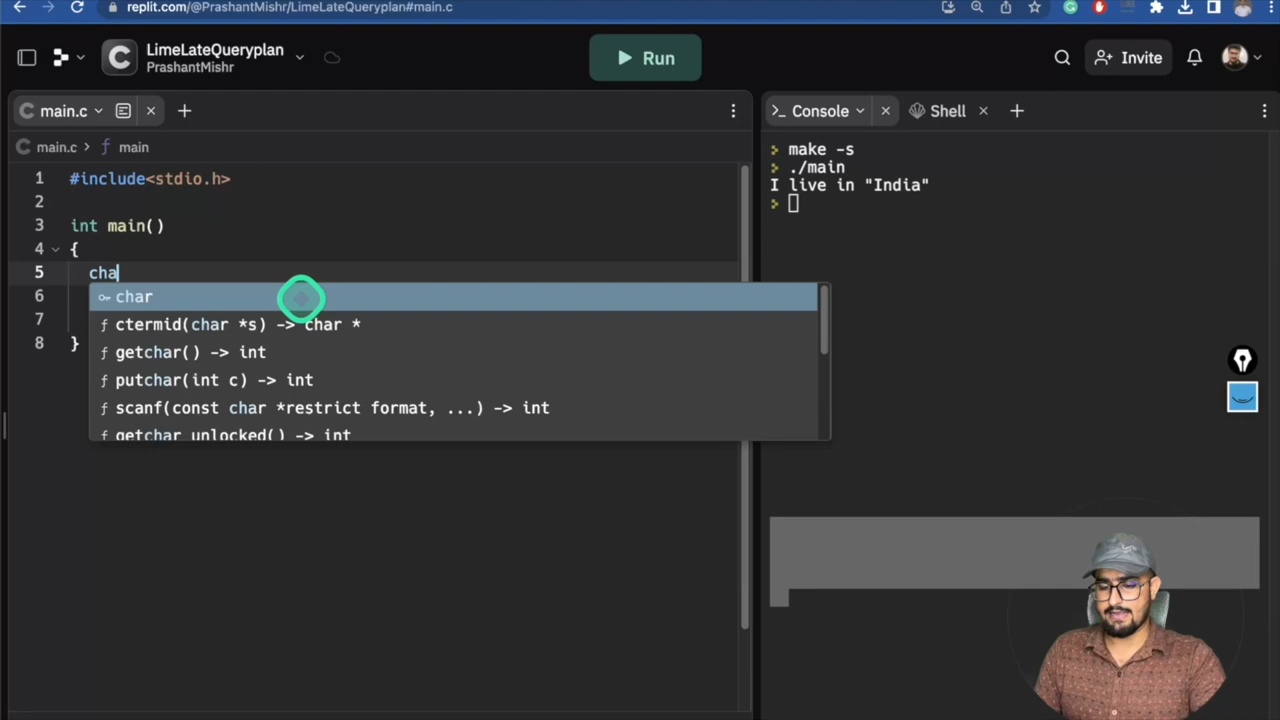 replit.com/@PrashantMishr/LimeLateQueryplan#main.c
LimeLateQueryplan
PrashantMishr
Run
Invite
main.c
Console
Shell
main.c > main
1 #include<stdio.h>
2
3 int main()
4 {
5 cha
6
7
8 }
char
ctermid(char *s) -> char *
getchar() -> int
putchar(int c) -> int
scanf(const char *restrict format, ...) -> int
getchar_unlocked() -> int
> make -s
> ./main
I live in "India"
>